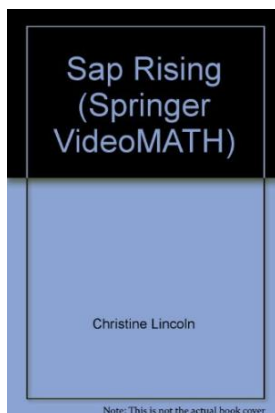 Sap Rising
(Springer
VideoMATH)
Christine Lincoln
Note: This is not the actual book cover